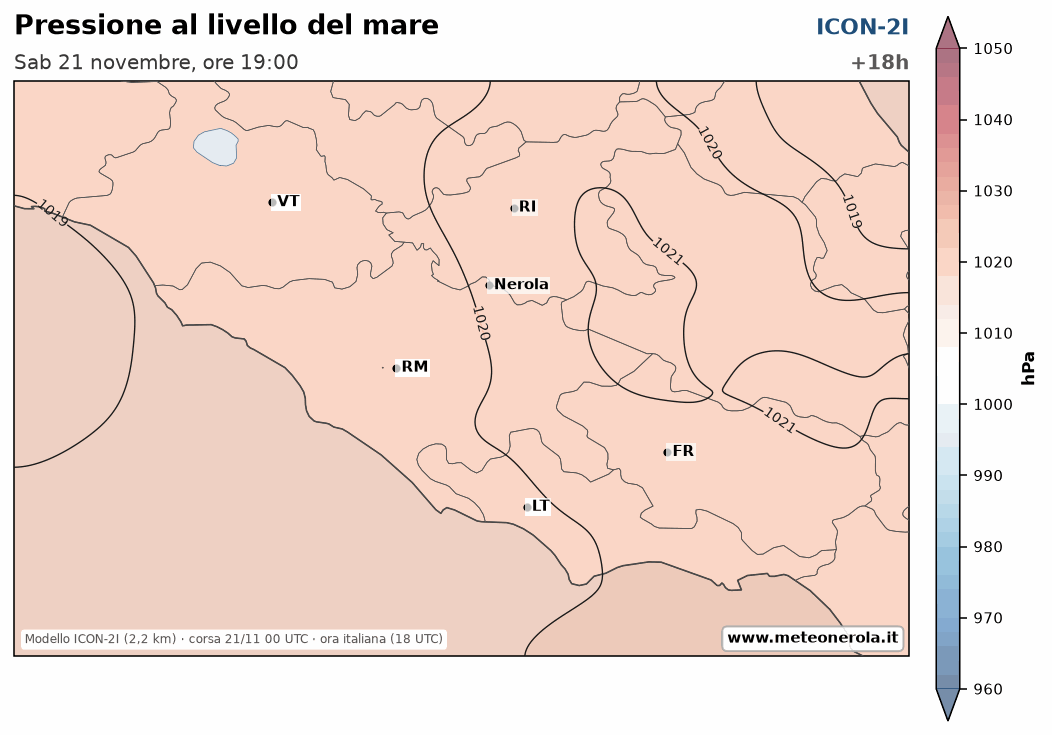 Pressione al livello del mare
ICON-2I
Sab 21 novembre, ore 19:00
+18h
1050
1040
1030
1020
1010
1000
990
980
970
960
hPa
1020
1019
VT
RI
1019
1021
Nerola
1020
RM
1021
FR
LT
Modello ICON-2I (2,2 km) · corsa 21/11 00 UTC · ora italiana (18 UTC)
www.meteonerola.it